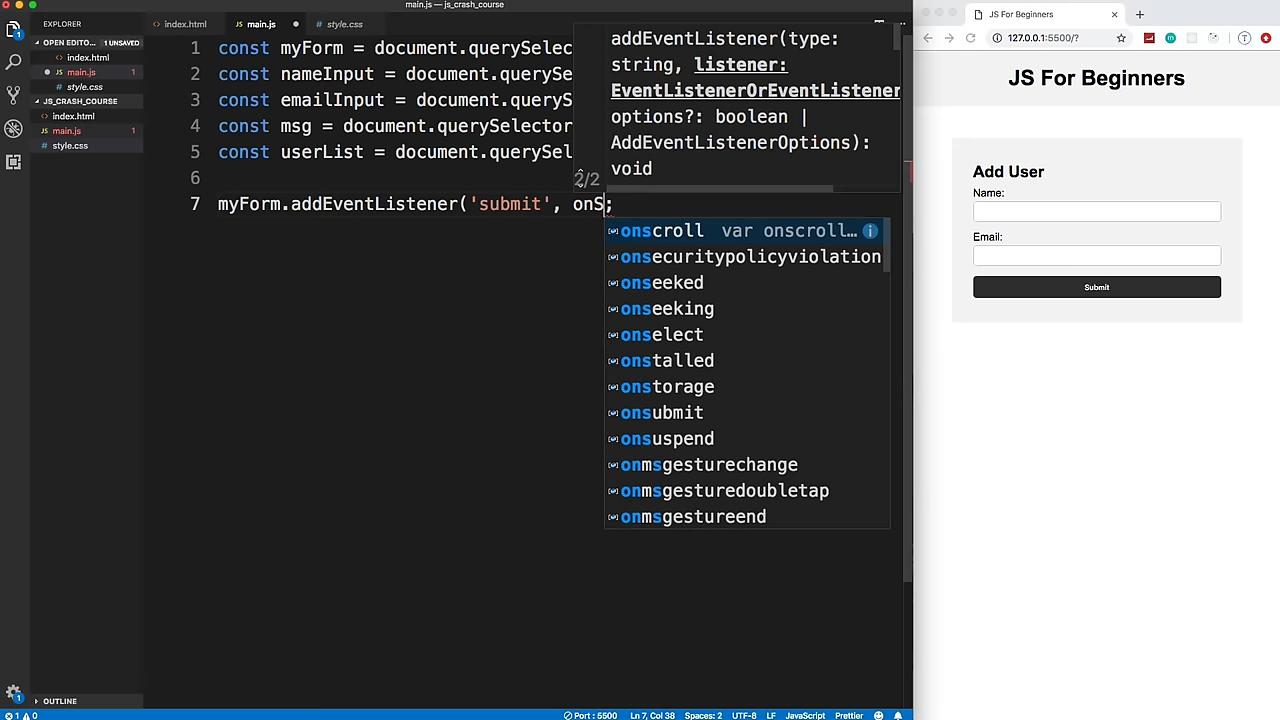 main.js — js_crash_course
EXPLORER
OPEN EDITO... 1 UNSAVED
index.html
main.js 1
style.css
JS_CRASH_COURSE
index.html
main.js 1
style.css
OUTLINE
index.html main.js style.css
1 const myForm = document.querySelec
2 const nameInput = document.querySe
3 const emailInput = document.queryS
4 const msg = document.querySelector
5 const userList = document.querySel
6
7 myForm.addEventListener('submit', onS;
addEventListener(type:
string, listener:
EventListenerOrEventListener
options?: boolean |
AddEventListenerOptions):
void
2/2
onscroll var onscroll…
onsecuritypolicyviolation
onseeked
onseeking
onselect
onstalled
onstorage
onsubmit
onsuspend
onmsgesturechange
onmsgesturedoubletap
onmsgestureend
1 0 Port : 5500 Ln 7, Col 38 Spaces: 2 UTF-8 LF JavaScript Prettier
JS For Beginners
127.0.0.1:5500/?
JS For Beginners
Add User
Name:
Email:
Submit